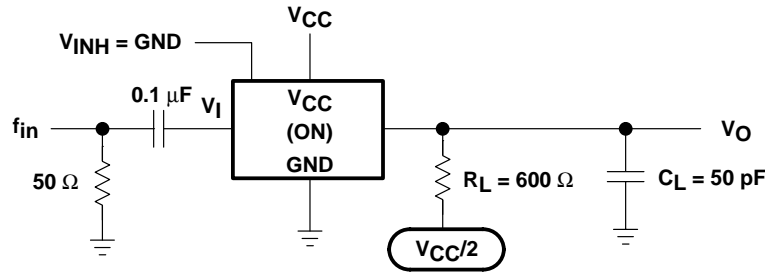 VCC
VINH = GND
0.1 μF
VI
VCC
(ON)
GND
fin
VO
50 Ω
RL = 600 Ω
CL = 50 pF
VCC/2